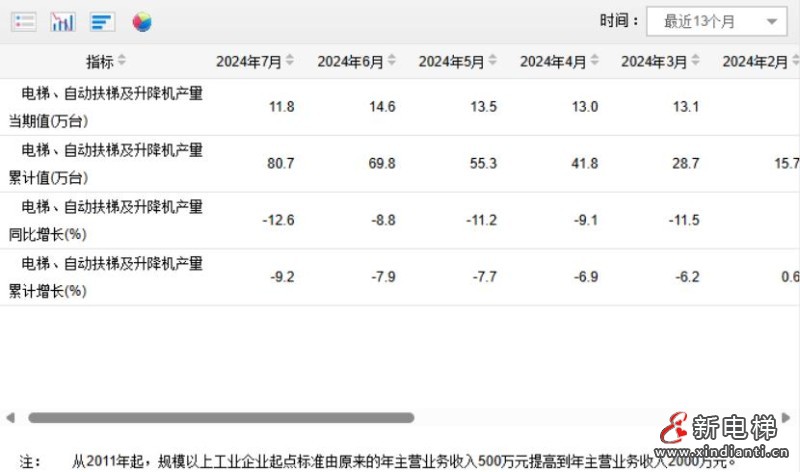 时间： 最近13个月
指标 2024年7月 2024年6月 2024年5月 2024年4月 2024年3月 2024年2月
电梯、自动扶梯及升降机产量
当期值(万台) 11.8 14.6 13.5 13.0 13.1
电梯、自动扶梯及升降机产量
累计值(万台) 80.7 69.8 55.3 41.8 28.7 15.7
电梯、自动扶梯及升降机产量
同比增长(%) -12.6 -8.8 -11.2 -9.1 -11.5
电梯、自动扶梯及升降机产量
累计增长(%) -9.2 -7.9 -7.7 -6.9 -6.2 0.6
新电梯
www.xindianti.cn
注： 从2011年起，规模以上工业企业起点标准由原来的年主营业务收入500万元提高到年主营业务收入2000万元。